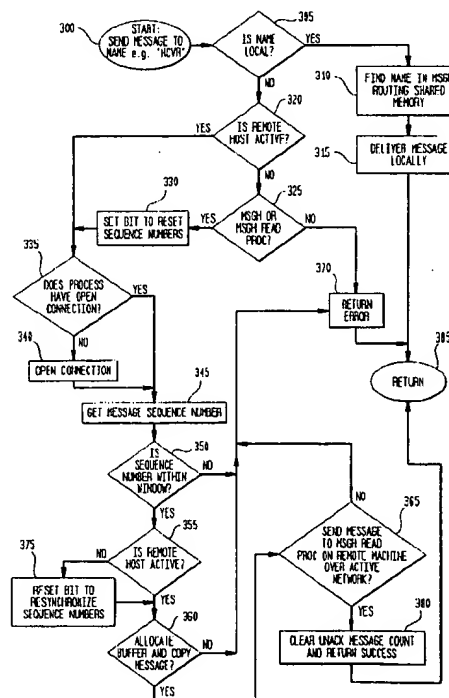 300
START:
SEND MESSAGE TO
NAME e.g. "RCVR"
305
IS NAME
LOCAL?
YES
NO
310
FIND NAME IN MSGH
ROUTING SHARED
MEMORY
320
IS REMOTE
HOST ACTIVE?
YES
NO
315
DELIVER MESSAGE
LOCALLY
330
SET BIT TO RESET
SEQUENCE NUMBERS
325
MSGH OR
MSGH READ
PROC?
YES
NO
335
DOES PROCESS
HAVE OPEN
CONNECTION?
YES
NO
370
RETURN
ERROR
340
OPEN CONNECTION
385
RETURN
345
GET MESSAGE SEQUENCE NUMBER
350
IS
SEQUENCE
NUMBER WITHIN
WINDOW?
NO
YES
355
IS REMOTE
HOST ACTIVE?
NO
YES
375
RESET BIT TO
RESYNCHRONIZE
SEQUENCE NUMBERS
360
ALLOCATE
BUFFER AND COPY
MESSAGE?
NO
YES
NO
365
SEND MESSAGE
TO MSGH READ
PROC ON REMOTE MACHINE
OVER ACTIVE
NETWORK?
YES
380
CLEAR UNACK MESSAGE COUNT
AND RETURN SUCCESS